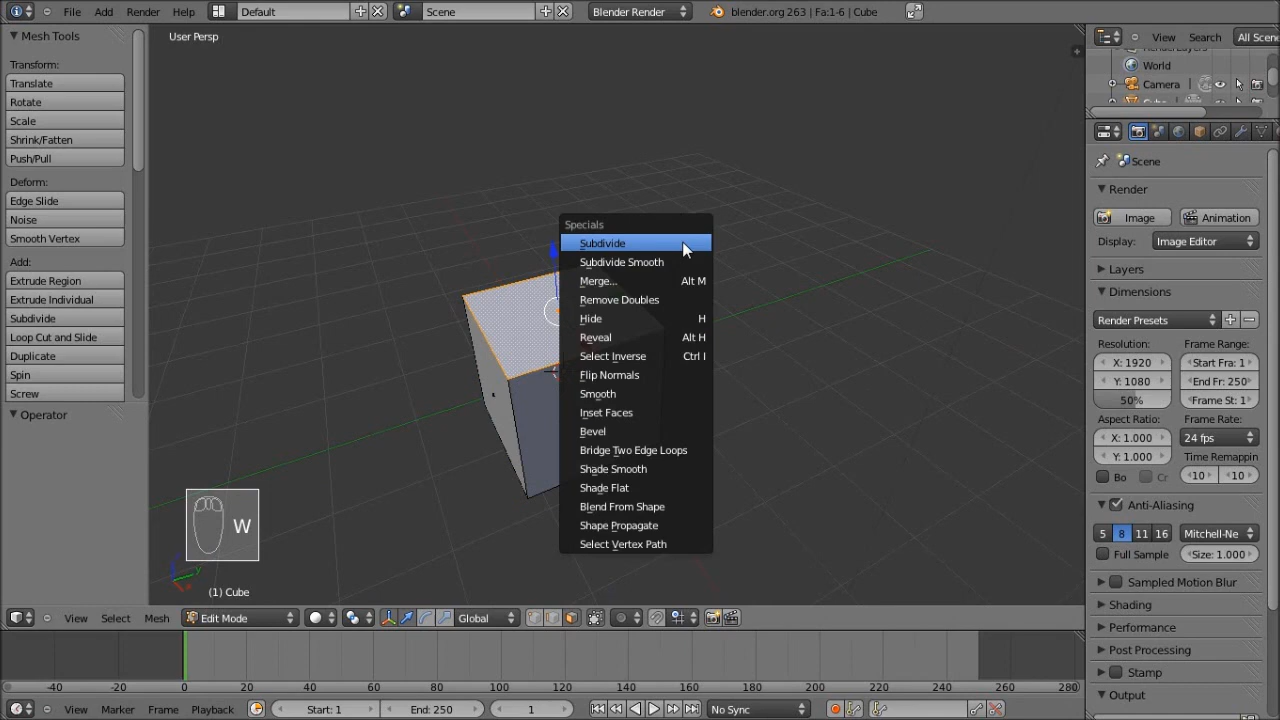 File Add Render Help Default Scene Blender Render blender.org 263 | Fa:1-6 | Cube
Mesh Tools
Transform:
Translate
Rotate
Scale
Shrink/Fatten
Push/Pull
Deform:
Edge Slide
Noise
Smooth Vertex
Add:
Extrude Region
Extrude Individual
Subdivide
Loop Cut and Slide
Duplicate
Spin
Screw
Operator
User Persp
Specials
Subdivide
Subdivide Smooth
Merge... Alt M
Remove Doubles
Hide H
Reveal Alt H
Select Inverse Ctrl I
Flip Normals
Smooth
Inset Faces
Bevel
Bridge Two Edge Loops
Shade Smooth
Shade Flat
Blend From Shape
Shape Propagate
Select Vertex Path
W
(1) Cube
View Search All Scene
World
Camera
Scene
Render
Image Animation
Display: Image Editor
Layers
Dimensions
Render Presets
Resolution: Frame Range:
X: 1920 Start Fra: 1
Y: 1080 End Fr: 250
50% Frame St: 1
Aspect Ratio: Frame Rate:
X: 1.000 24 fps
Y: 1.000 Time Remappin
Bo Cr 10 10
Anti-Aliasing
5 8 11 16 Mitchell-Ne
Full Sample Size: 1.000
Sampled Motion Blur
Shading
Performance
Post Processing
Stamp
Output
View Select Mesh Edit Mode Global
-40 -20 0 20 40 60 80 100 120 140 160 180 200 220 240 260 280
View Marker Frame Playback Start: 1 End: 250 1 No Sync